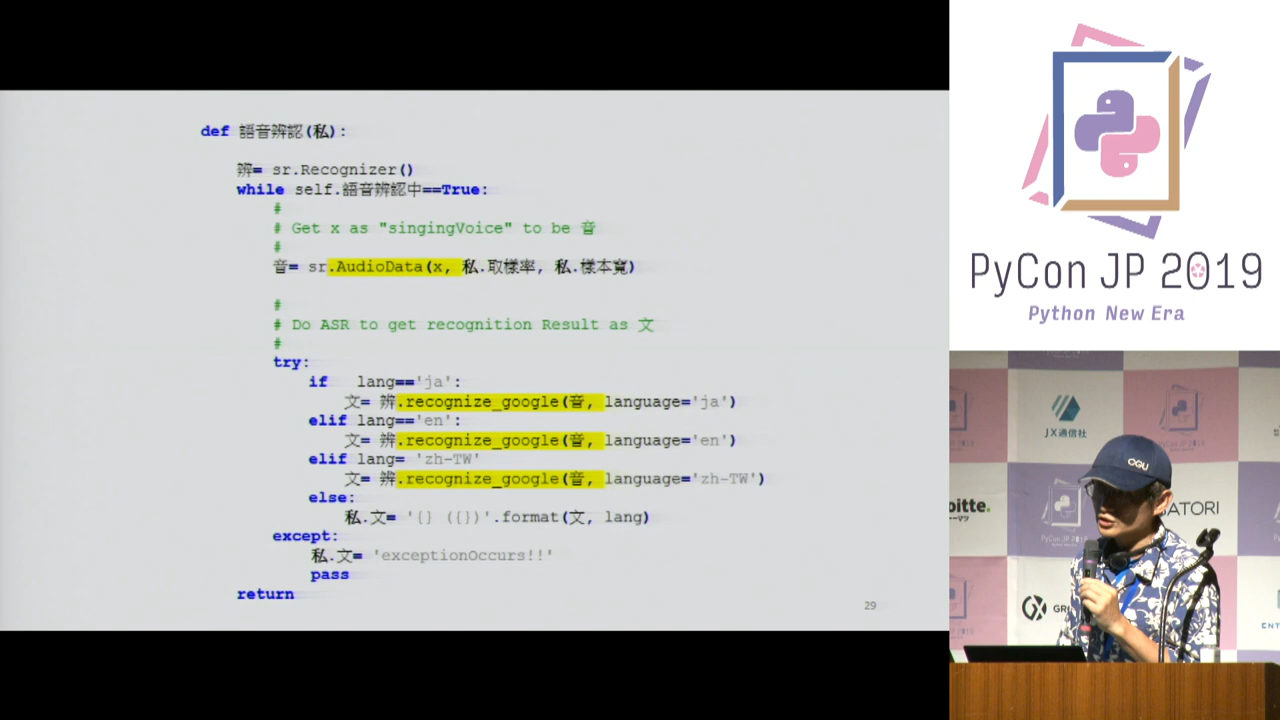 def 語音辨認(私):
辨= sr.Recognizer()
while self.語音辨認中==True:
#
# Get x as "singingVoice" to be 音
#
音= sr.AudioData(x, 私.取樣率, 私.樣本寬)
#
# Do ASR to get recognition Result as 文
#
try:
if lang=='ja':
文= 辨.recognize_google(音, language='ja')
elif lang=='en':
文= 辨.recognize_google(音, language='en')
elif lang= 'zh-TW'
文= 辨.recognize_google(音, language='zh-TW')
else:
私.文= '{} ({})'.format(文, lang)
except:
私.文= 'exceptionOccurs!!'
pass
return
29
PyCon JP 2019
Python New Era
JX通信社
SATORI
OGU